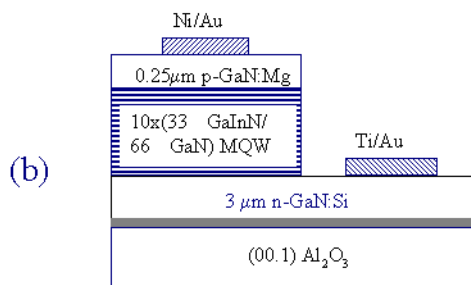 Ni/Au
0.25μm p-GaN:Mg
10x(33 GaInN/
66 GaN) MQW
Ti/Au
(b)
3 μm n-GaN:Si
(00.1) Al₂O₃